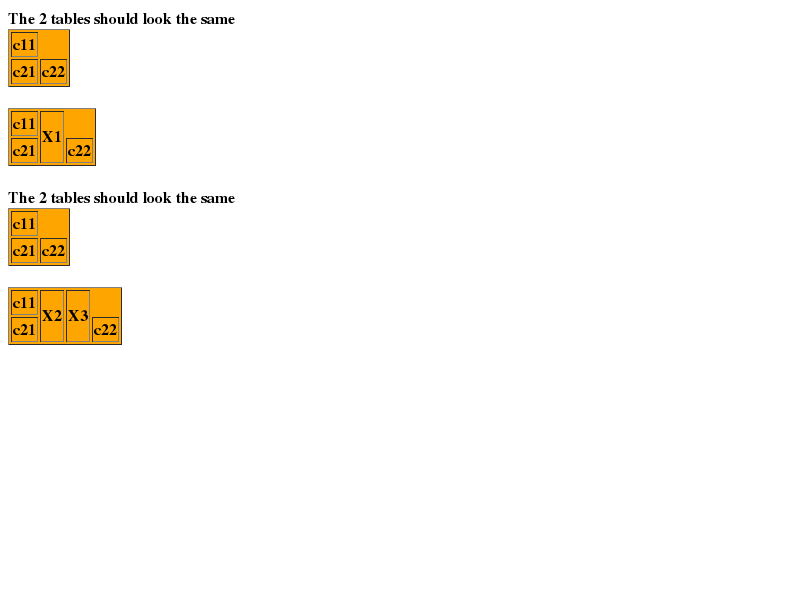 The 2 tables should look the same
c11
c21 c22
c11
X1
c21 c22
The 2 tables should look the same
c11
c21 c22
c11
X2 X3
c21 c22